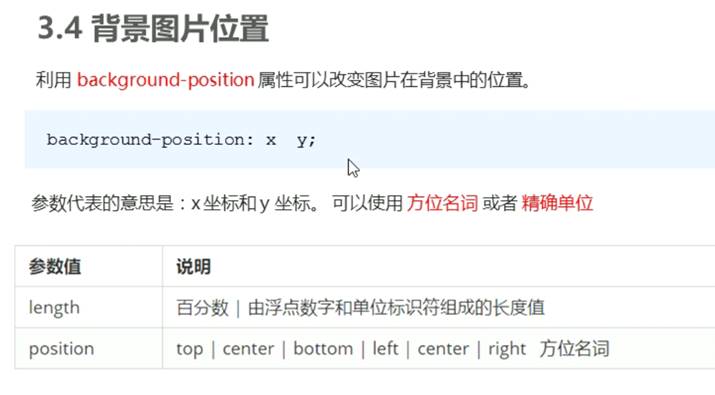 3.4 背景图片位置
利用 background-position 属性可以改变图片在背景中的位置。
background-position: x  y;
参数代表的意思是：x 坐标和 y 坐标。 可以使用 方位名词 或者 精确单位
参数值 说明
length 百分数 | 由浮点数字和单位标识符组成的长度值
position top | center | bottom | left | center | right 方位名词